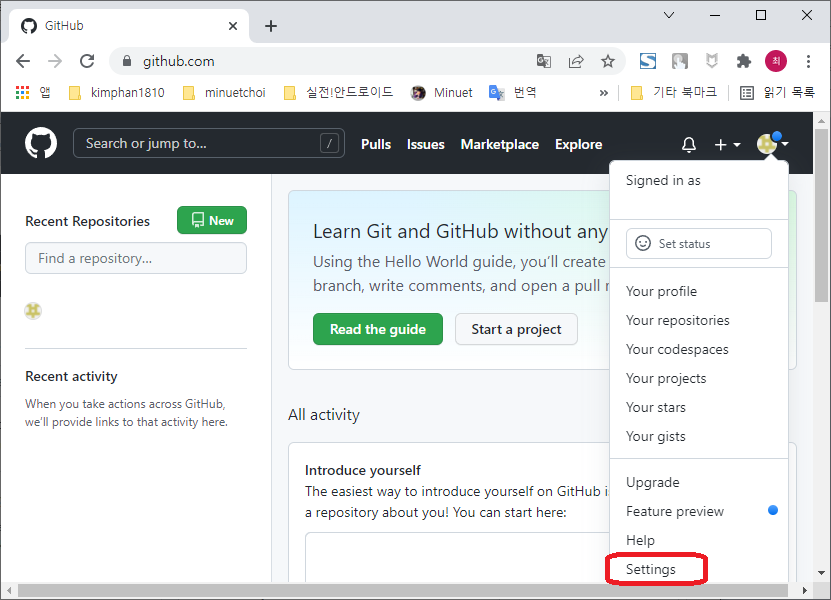 GitHub
github.com
앱
kimphan1810
minuetchoi
실전!안드로이드
Minuet
번역
»
기타 북마크
읽기 목록
최
Search or jump to...
/
Pulls
Issues
Marketplace
Explore
Recent Repositories
New
Find a repository...
Recent activity
When you take actions across GitHub,
we'll provide links to that activity here.
Learn Git and GitHub without any
Using the Hello World guide, you'll create
branch, write comments, and open a pull
Read the guide
Start a project
All activity
Introduce yourself
The easiest way to introduce yourself on GitHub is
a repository about you! You can start here:
Signed in as
Set status
Your profile
Your repositories
Your codespaces
Your projects
Your stars
Your gists
Upgrade
Feature preview
Help
Settings